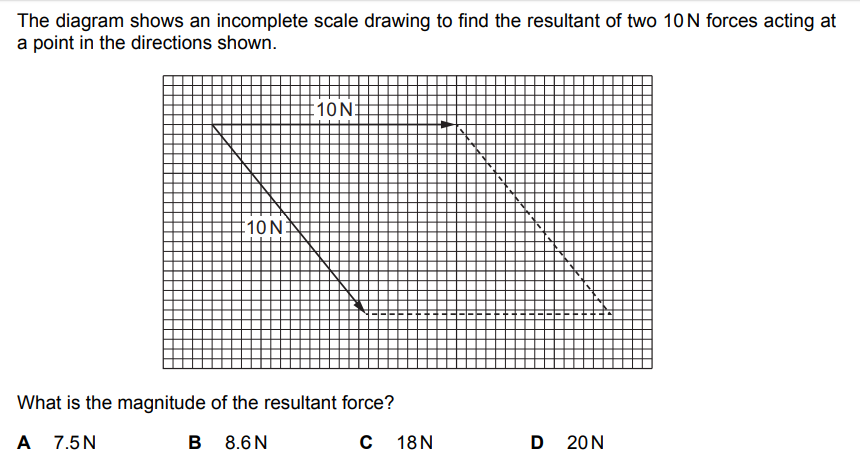 The diagram shows an incomplete scale drawing to find the resultant of two 10 N forces acting at
a point in the directions shown.
10 N
10 N
What is the magnitude of the resultant force?
A 7.5 N B 8.6 N C 18 N D 20 N